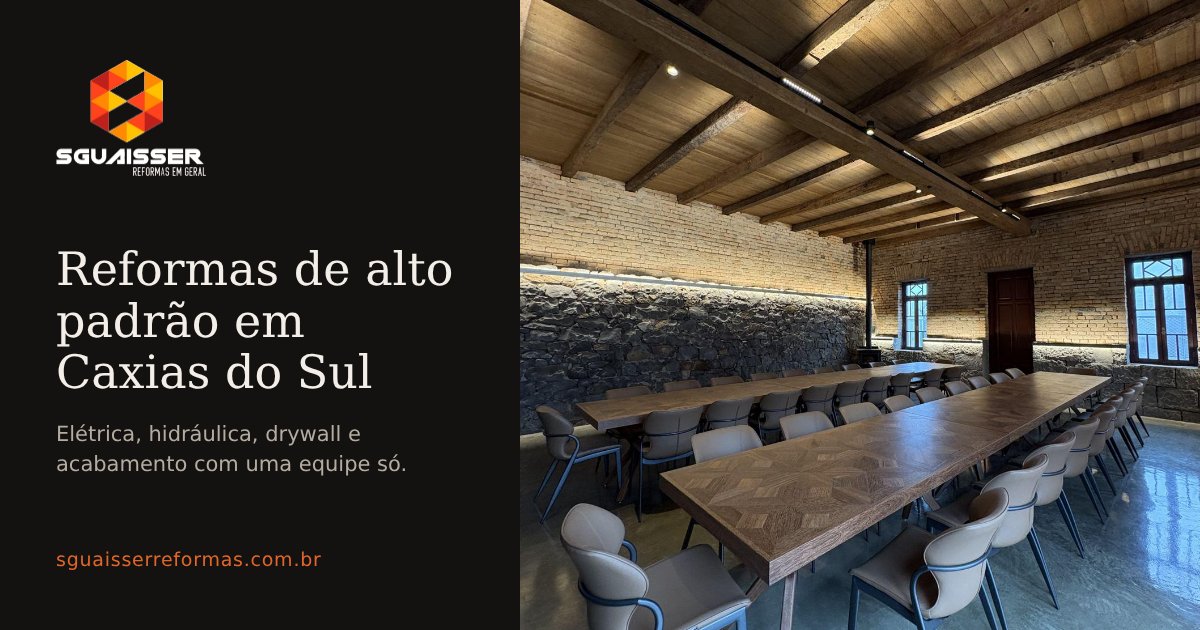 SGUAISSER
REFORMAS EM GERAL
Reformas de alto
padrão em
Caxias do Sul
Elétrica, hidráulica, drywall e
acabamento com uma equipe só.
sguaisserreformas.com.br